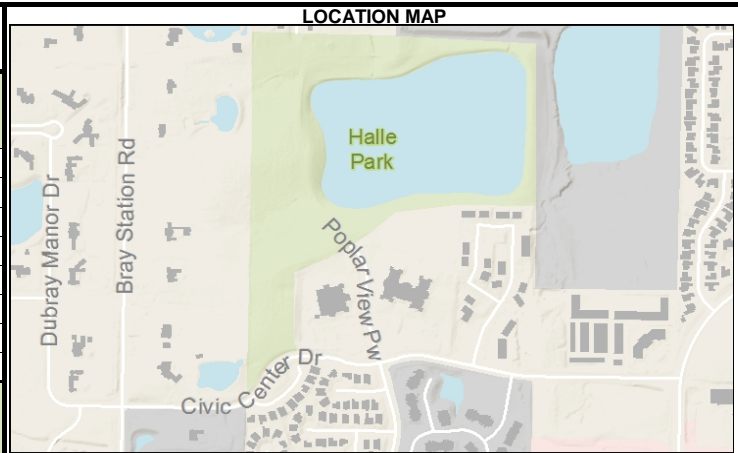 LOCATION MAP
Halle
Park
Dubray Manor Dr
Bray Station Rd
Poplar View Pw
Civic Center Dr